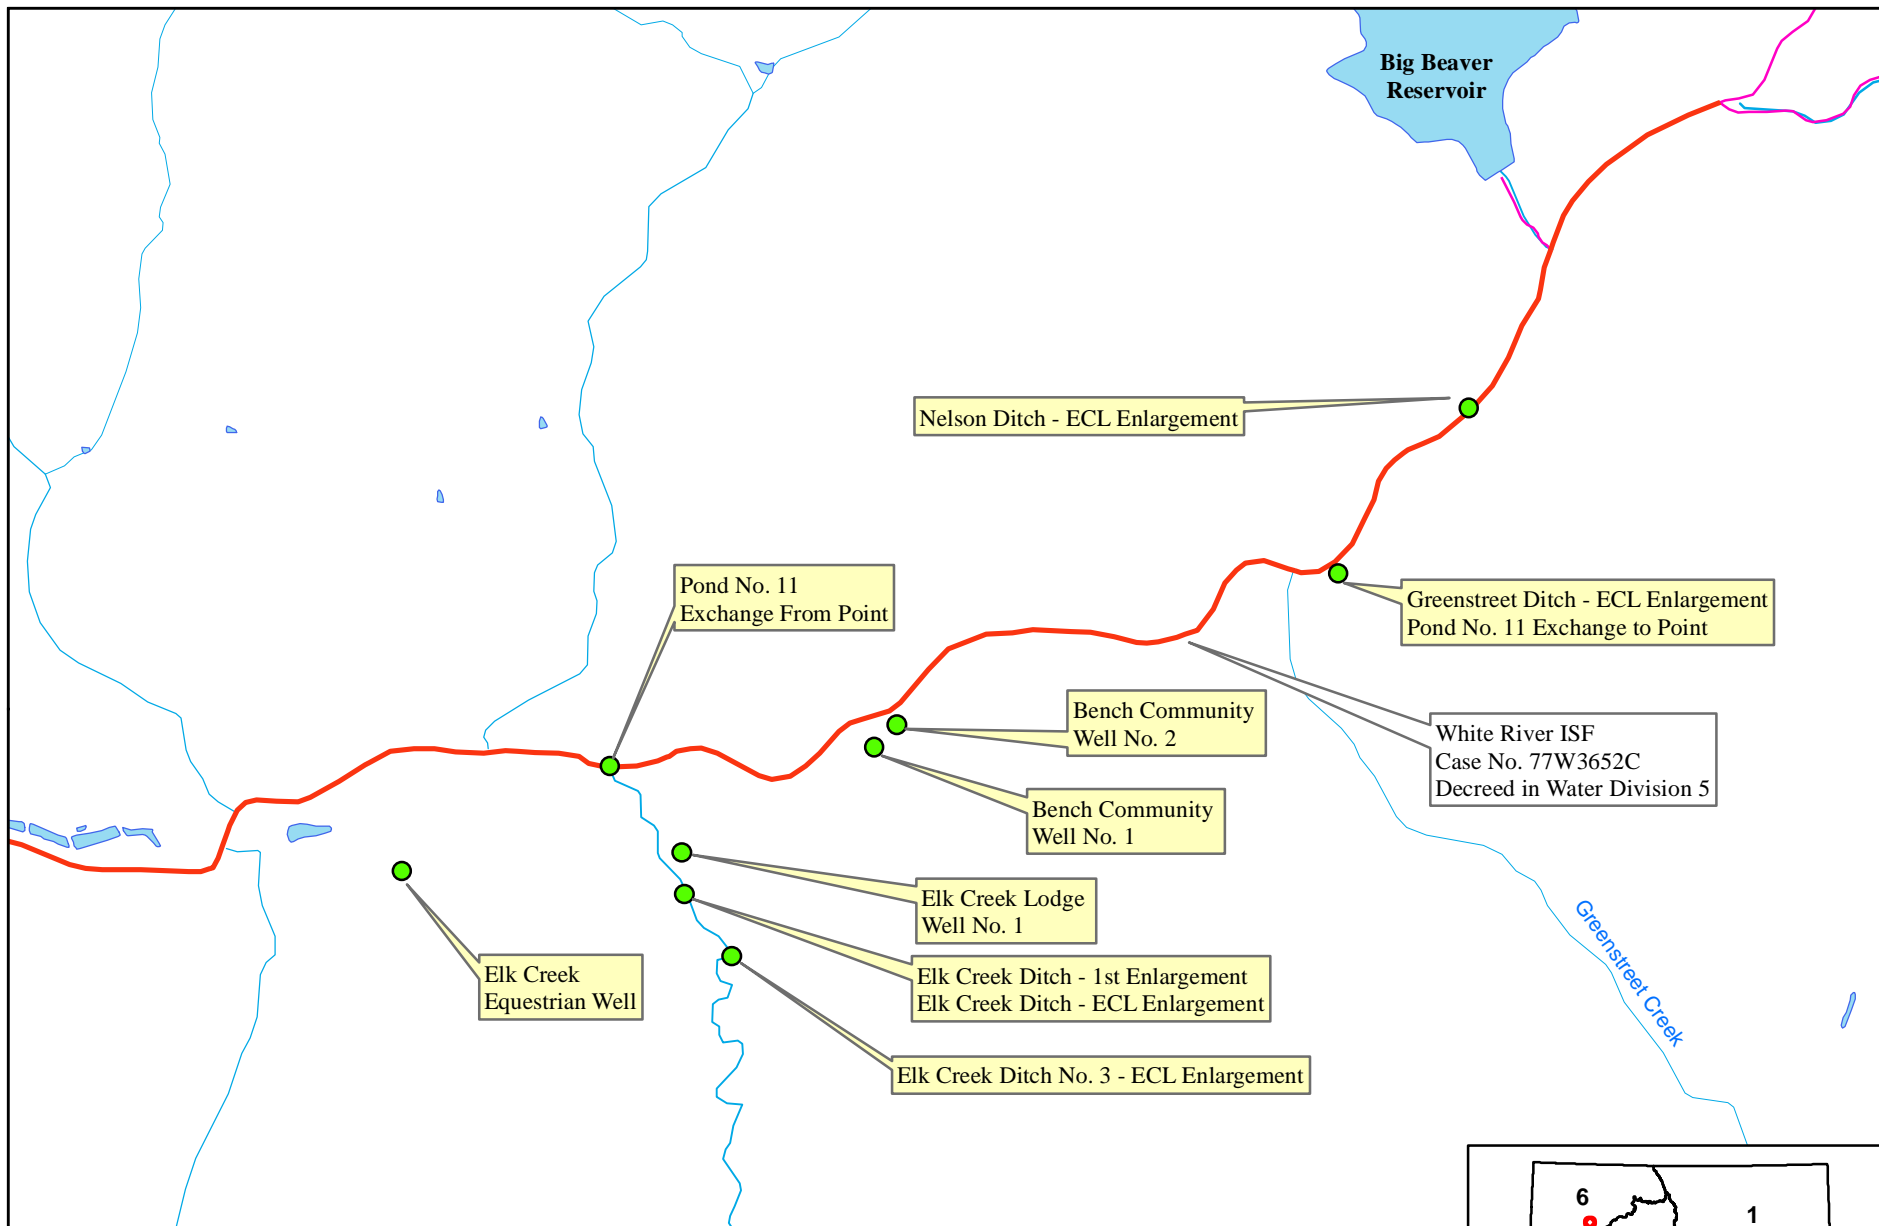 Big Beaver
Reservoir
Nelson Ditch - ECL Enlargement
Pond No. 11
Exchange From Point
Greenstreet Ditch - ECL Enlargement
Pond No. 11 Exchange to Point
Bench Community
Well No. 2
White River ISF
Case No. 77W3652C
Decreed in Water Division 5
Bench Community
Well No. 1
Elk Creek Lodge
Well No. 1
Greenstreet Creek
Elk Creek
Equestrian Well
Elk Creek Ditch - 1st Enlargement
Elk Creek Ditch - ECL Enlargement
Elk Creek Ditch No. 3 - ECL Enlargement
6
1